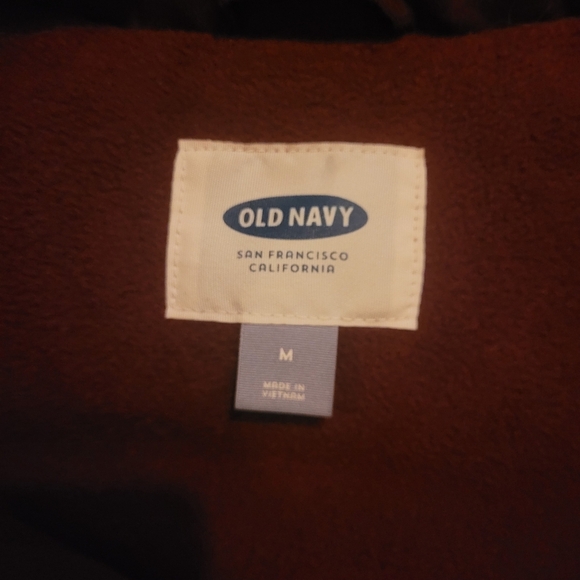 OLD NAVY
SAN FRANCISCO
CALIFORNIA
M
MADE IN
VIETNAM